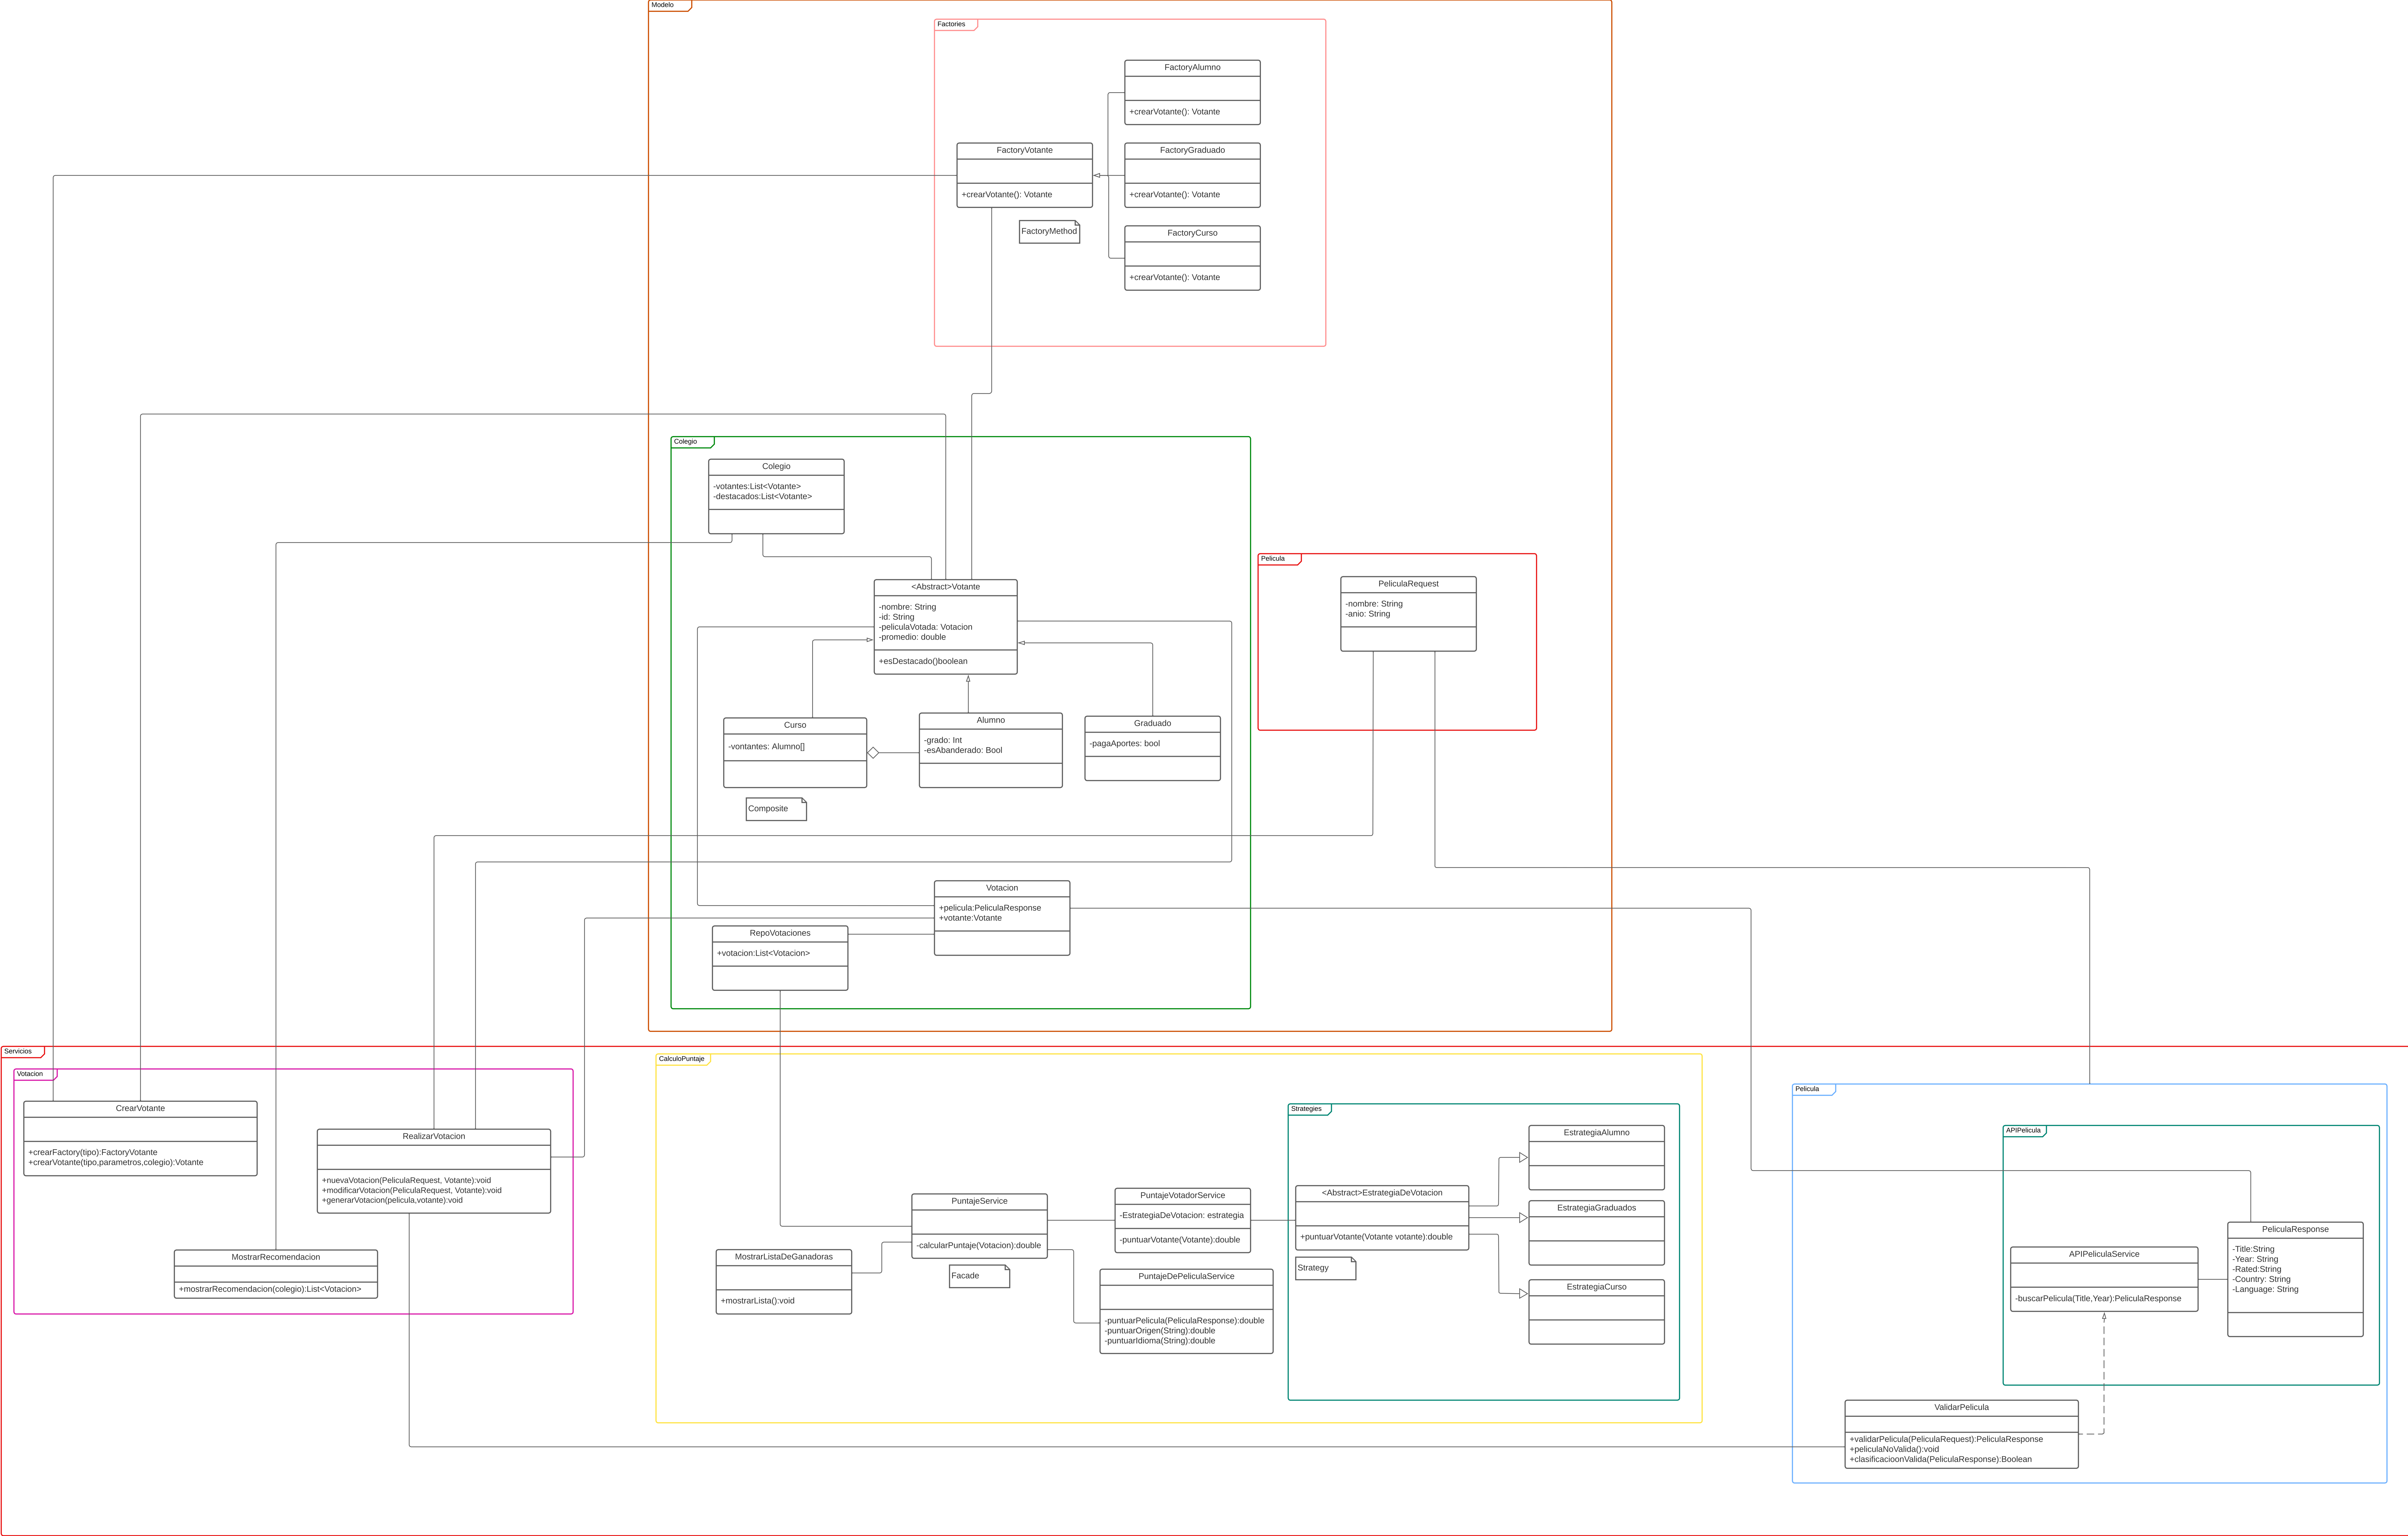 Modelo
Factories
FactoryAlumno
+crearVotante(): Votante
FactoryVotante
+crearVotante(): Votante
FactoryGraduado
+crearVotante(): Votante
FactoryMethod
FactoryCurso
+crearVotante(): Votante
Colegio
Colegio
-votantes:List<Votante>
-destacados:List<Votante>
<Abstract>Votante
-nombre: String
-id: String
-peliculaVotada: Votacion
-promedio: double
+esDestacado()boolean
Curso
-vontantes: Alumno[]
Alumno
-grado: Int
-esAbanderado: Bool
Graduado
-pagaAportes: bool
Composite
Votacion
+pelicula:PeliculaResponse
+votante:Votante
RepoVotaciones
+votacion:List<Votacion>
Pelicula
PeliculaRequest
-nombre: String
-anio: String
Servicios
Votacion
CrearVotante
+crearFactory(tipo):FactoryVotante
+crearVotante(tipo,parametros,colegio):Votante
RealizarVotacion
+nuevaVotacion(PeliculaRequest, Votante):void
+modificarVotacion(PeliculaRequest, Votante):void
+generarVotacion(pelicula,votante):void
MostrarRecomendacion
+mostrarRecomendacion(colegio):List<Votacion>
CalculoPuntaje
PuntajeService
-calcularPuntaje(Votacion):double
Facade
MostrarListaDeGanadoras
+mostrarLista():void
PuntajeVotadorService
-EstrategiaDeVotacion: estrategia
-puntuarVotante(Votante):double
PuntajeDePeliculaService
-puntuarPelicula(PeliculaResponse):double
-puntuarOrigen(String):double
-puntuarIdioma(String):double
Strategies
<Abstract>EstrategiaDeVotacion
+puntuarVotante(Votante votante):double
Strategy
EstrategiaAlumno
EstrategiaGraduados
EstrategiaCurso
Pelicula
APIPelicula
APIPeliculaService
-buscarPelicula(Title,Year):PeliculaResponse
PeliculaResponse
-Title:String
-Year: String
-Rated:String
-Country: String
-Language: String
ValidarPelicula
+validarPelicula(PeliculaRequest):PeliculaResponse
+peliculaNoValida():void
+clasificacioonValida(PeliculaResponse):Boolean